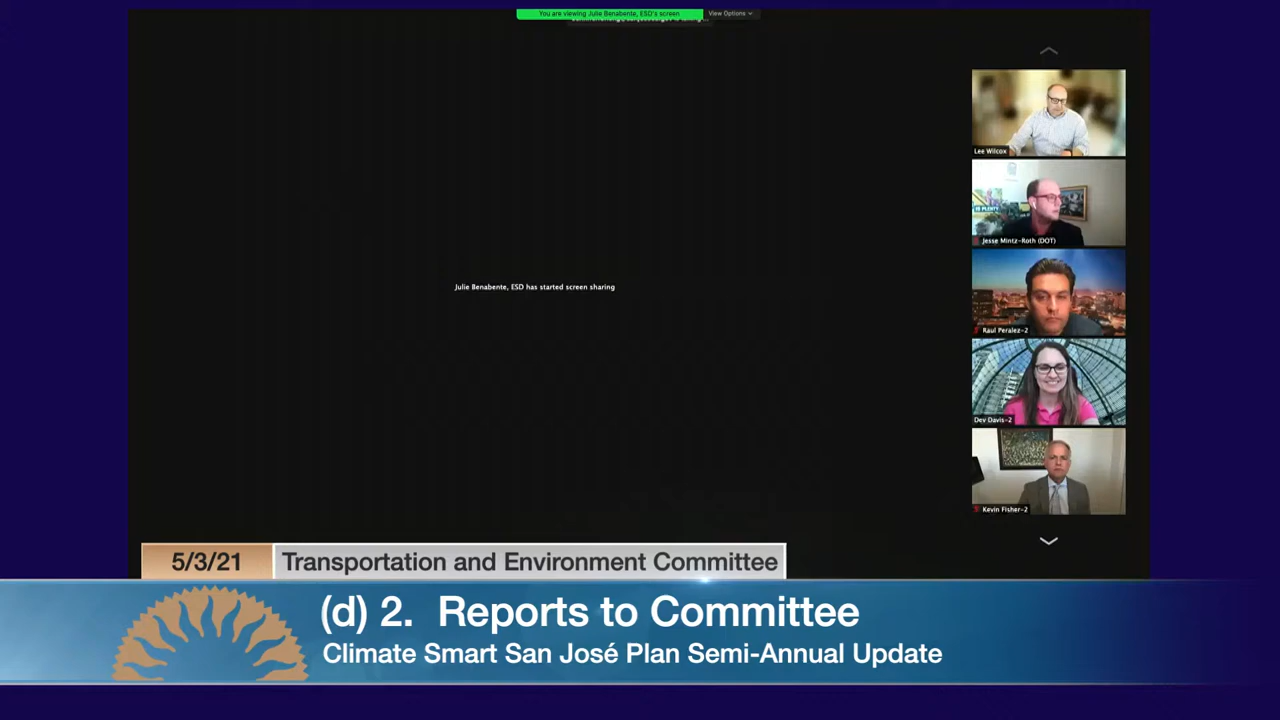 You are viewing Julie Benabente, ESD's screen
View Options
Lee Wilcox
IS PLENTY
Jesse Mintz-Roth (DOT)
Julie Benabente, ESD has started screen sharing
Raul Peralez-2
Dev Davis-2
Kevin Fisher-2
5/3/21
Transportation and Environment Committee
(d) 2. Reports to Committee
Climate Smart San José Plan Semi-Annual Update